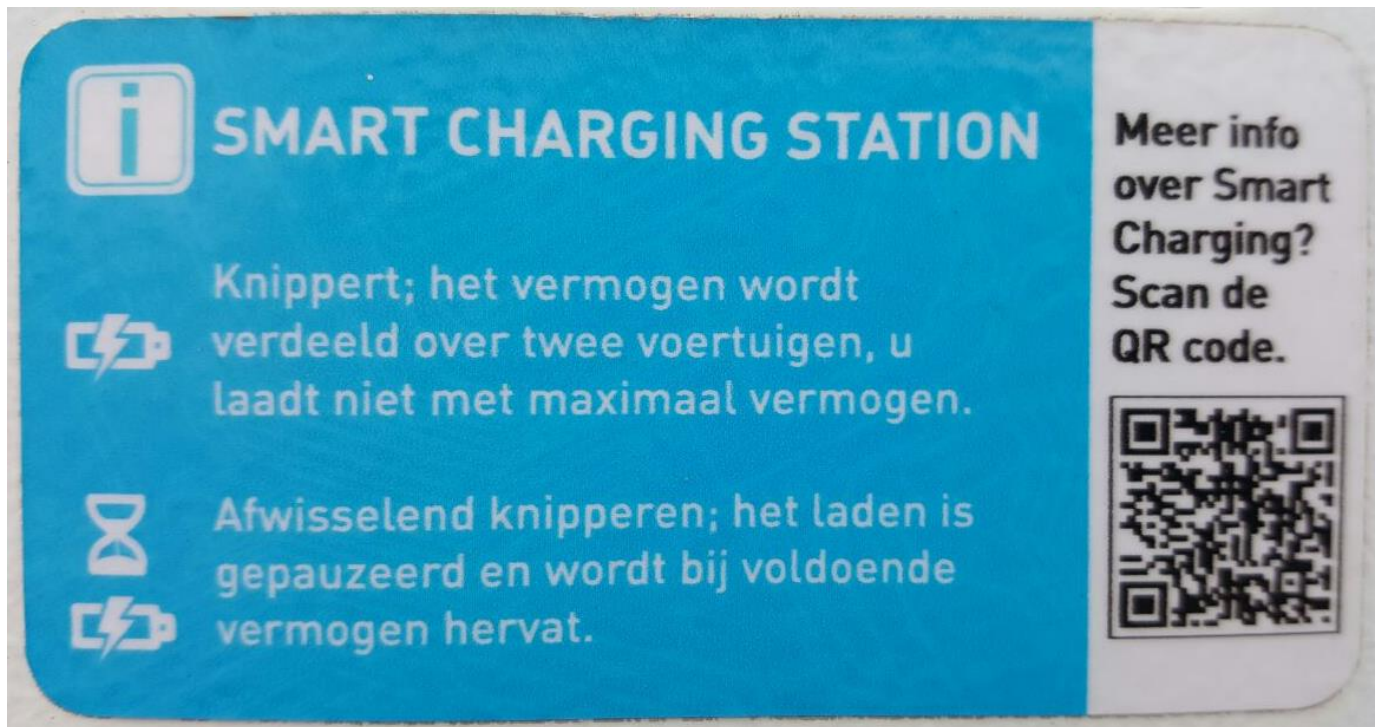 i SMART CHARGING STATION
Knippert; het vermogen wordt
verdeeld over twee voertuigen, u
laadt niet met maximaal vermogen.
Afwisselend knipperen; het laden is
gepauzeerd en wordt bij voldoende
vermogen hervat.
Meer info
over Smart
Charging?
Scan de
QR code.